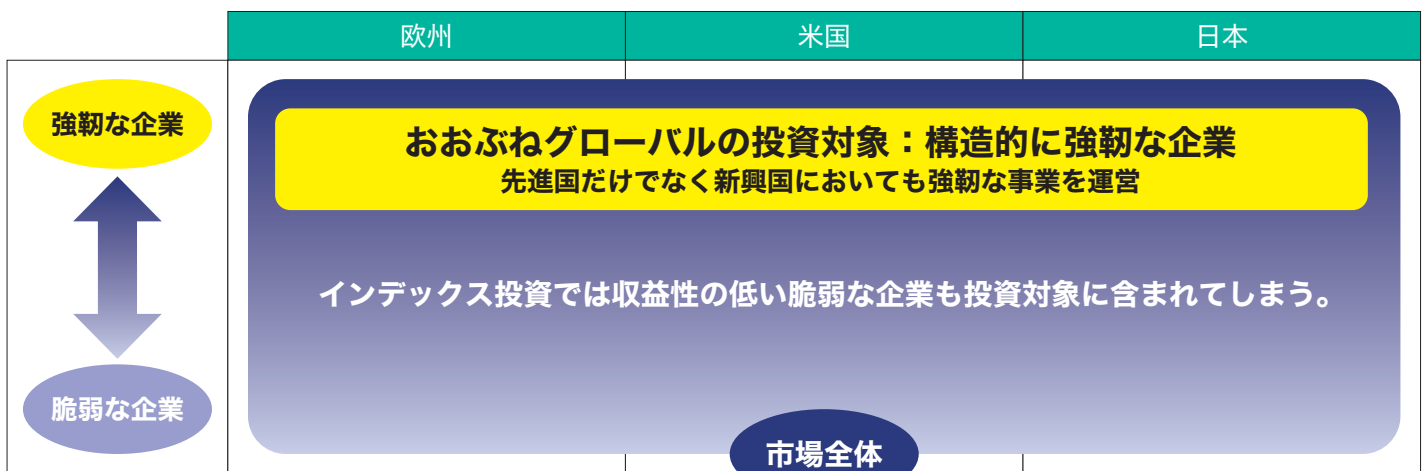 欧州 米国 日本
強靭な企業
おおぶねグローバルの投資対象：構造的に強靭な企業
先進国だけでなく新興国においても強靭な事業を運営
インデックス投資では収益性の低い脆弱な企業も投資対象に含まれてしまう。
脆弱な企業
市場全体